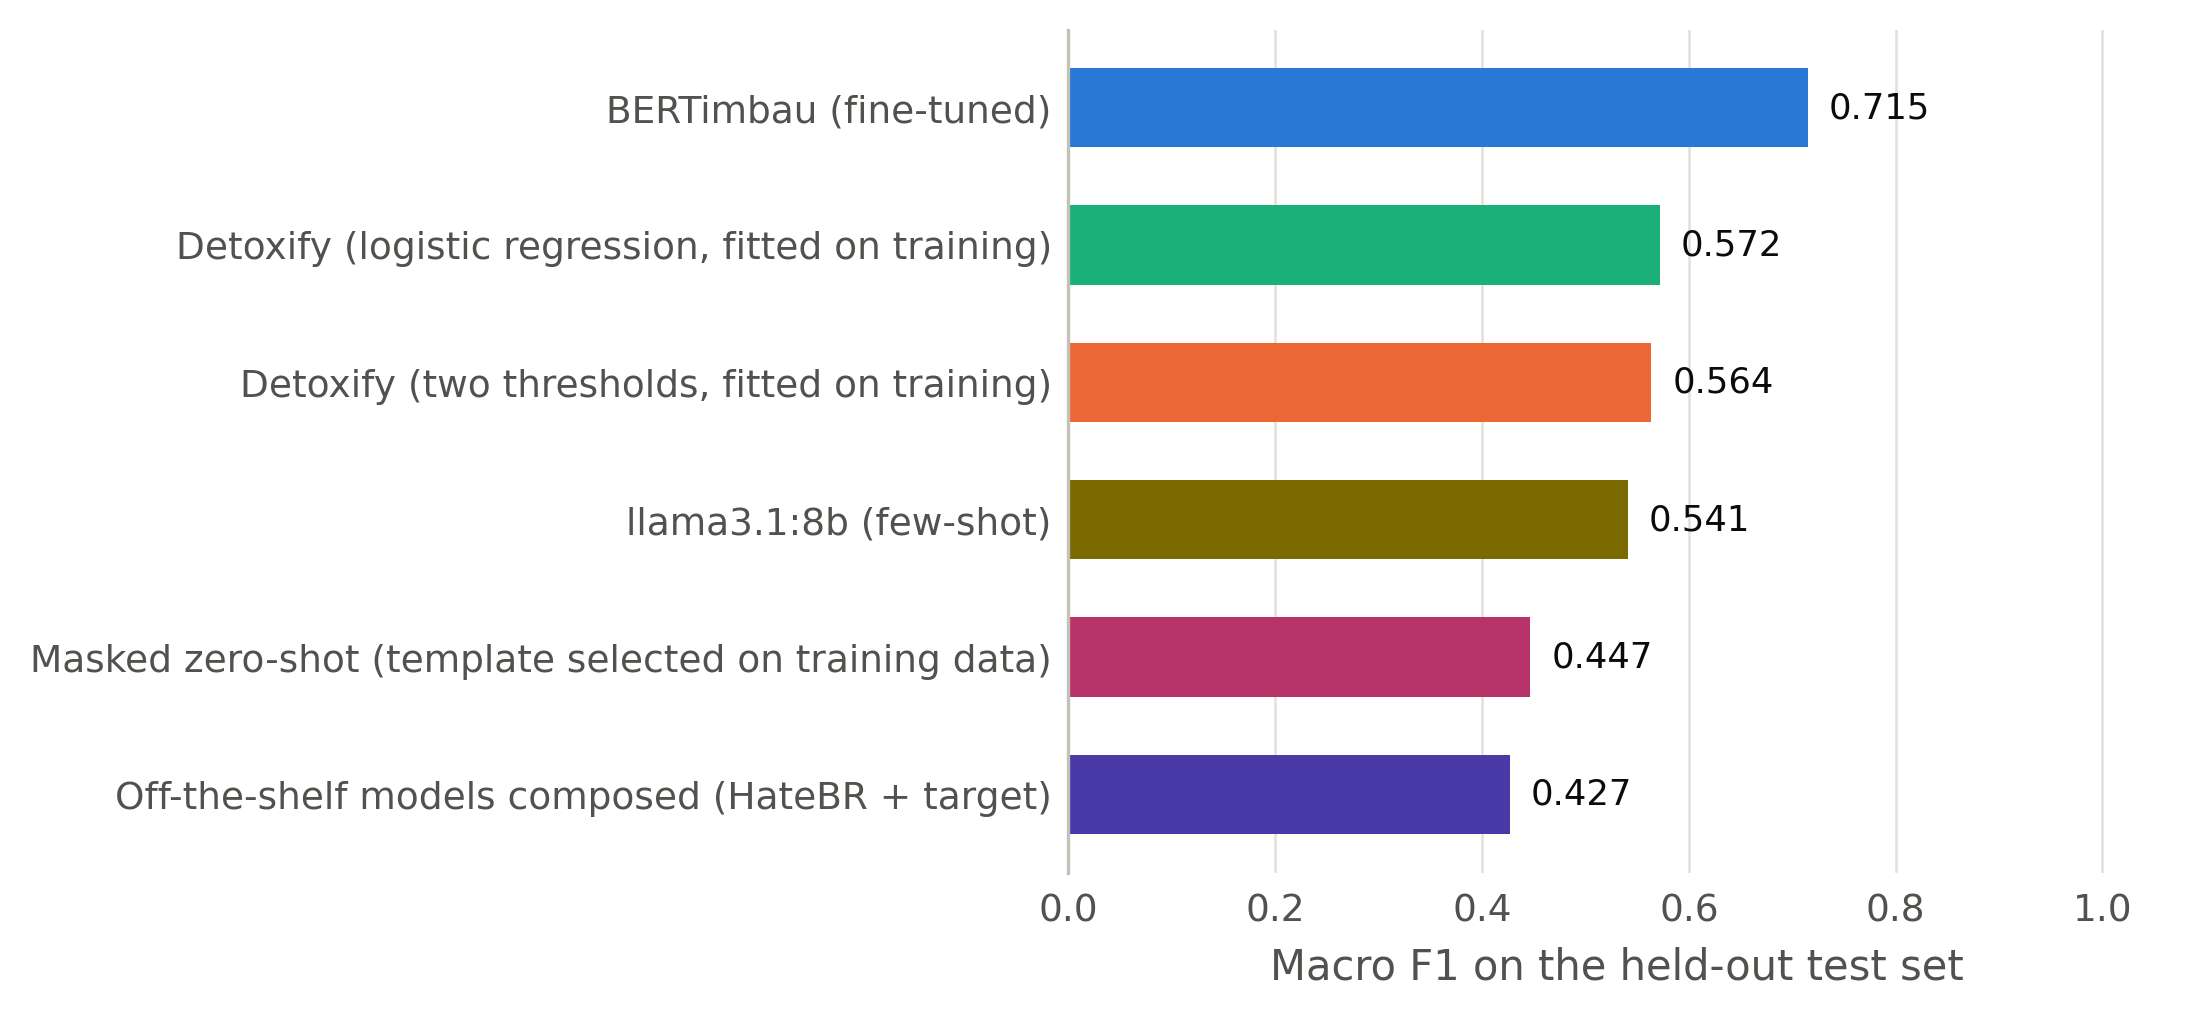 BERTimbau (fine-tuned) 0.715
Detoxify (logistic regression, fitted on training) 0.572
Detoxify (two thresholds, fitted on training) 0.564
llama3.1:8b (few-shot) 0.541
Masked zero-shot (template selected on training data) 0.447
Off-the-shelf models composed (HateBR + target) 0.427
0.0 0.2 0.4 0.6 0.8 1.0
Macro F1 on the held-out test set